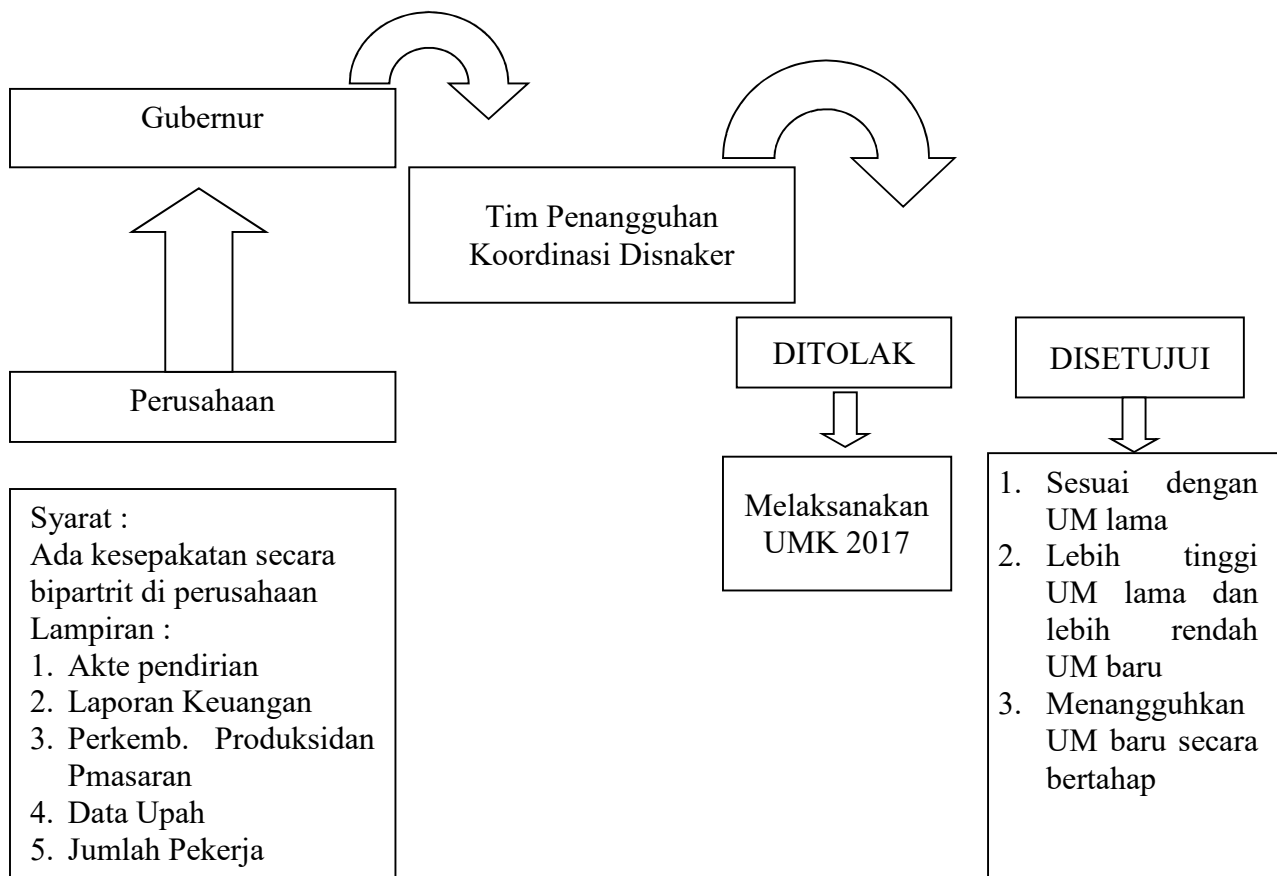 Gubernur
Tim Penangguhan
Koordinasi Disnaker
DITOLAK
DISETUJUI
Perusahaan
Melaksanakan
UMK 2017
1. Sesuai dengan
UM lama
2. Lebih tinggi
UM lama dan
lebih rendah
UM baru
3. Menangguhkan
UM baru secara
bertahap
Syarat :
Ada kesepakatan secara
bipartrit di perusahaan
Lampiran :
1. Akte pendirian
2. Laporan Keuangan
3. Perkemb. Produksidan
Pmasaran
4. Data Upah
5. Jumlah Pekerja